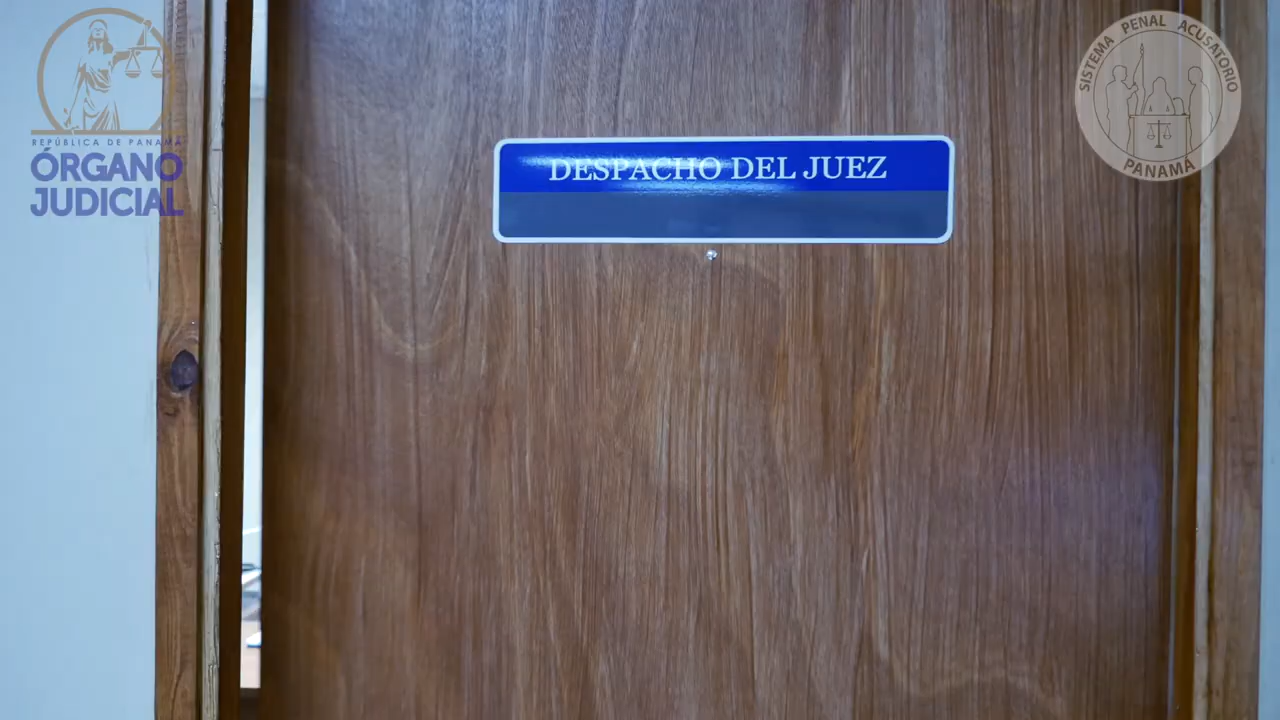 REPÚBLICA DE PANAMÁ
ÓRGANO
JUDICIAL
DESPACHO DEL JUEZ
SISTEMA PENAL ACUSATORIO
PANAMÁ